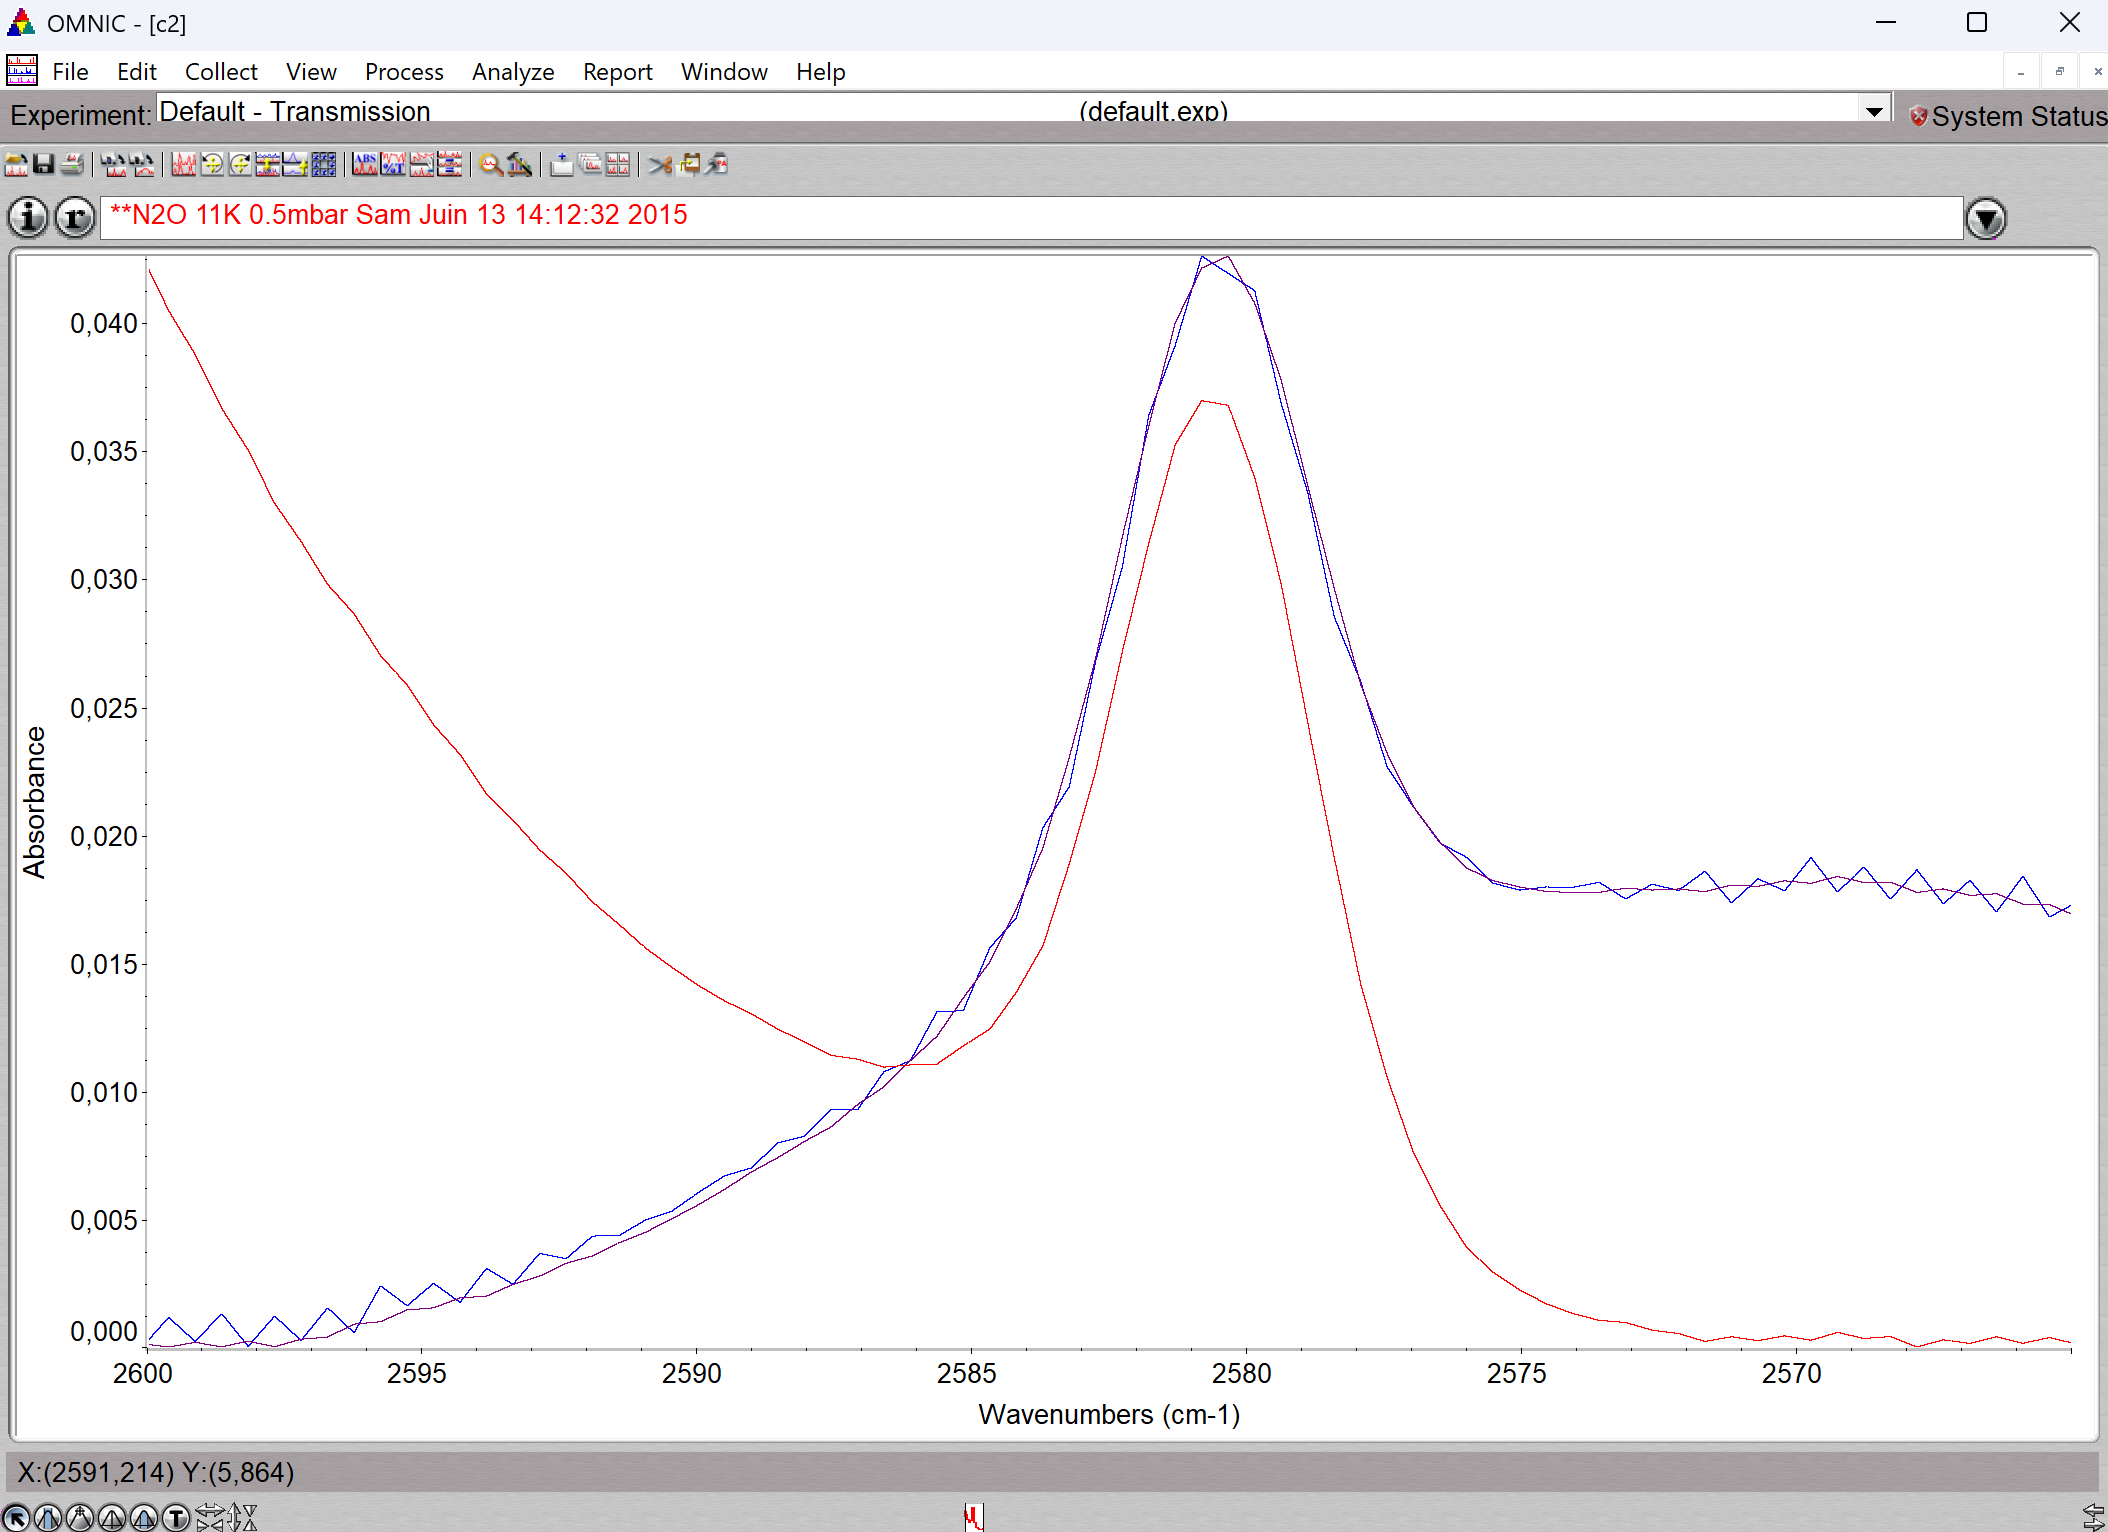 OMNIC - [c2]
File Edit Collect View Process Analyze Report Window Help
Experiment: Default - Transmission (default.exp) System Status
ABS %T
i r **N2O 11K 0.5mbar Sam Juin 13 14:12:32 2015
0,040
0,035
0,030
0,025
0,020
0,015
0,010
0,005
0,000
Absorbance
2600 2595 2590 2585 2580 2575 2570
Wavenumbers (cm-1)
X:(2591,214) Y:(5,864)
T